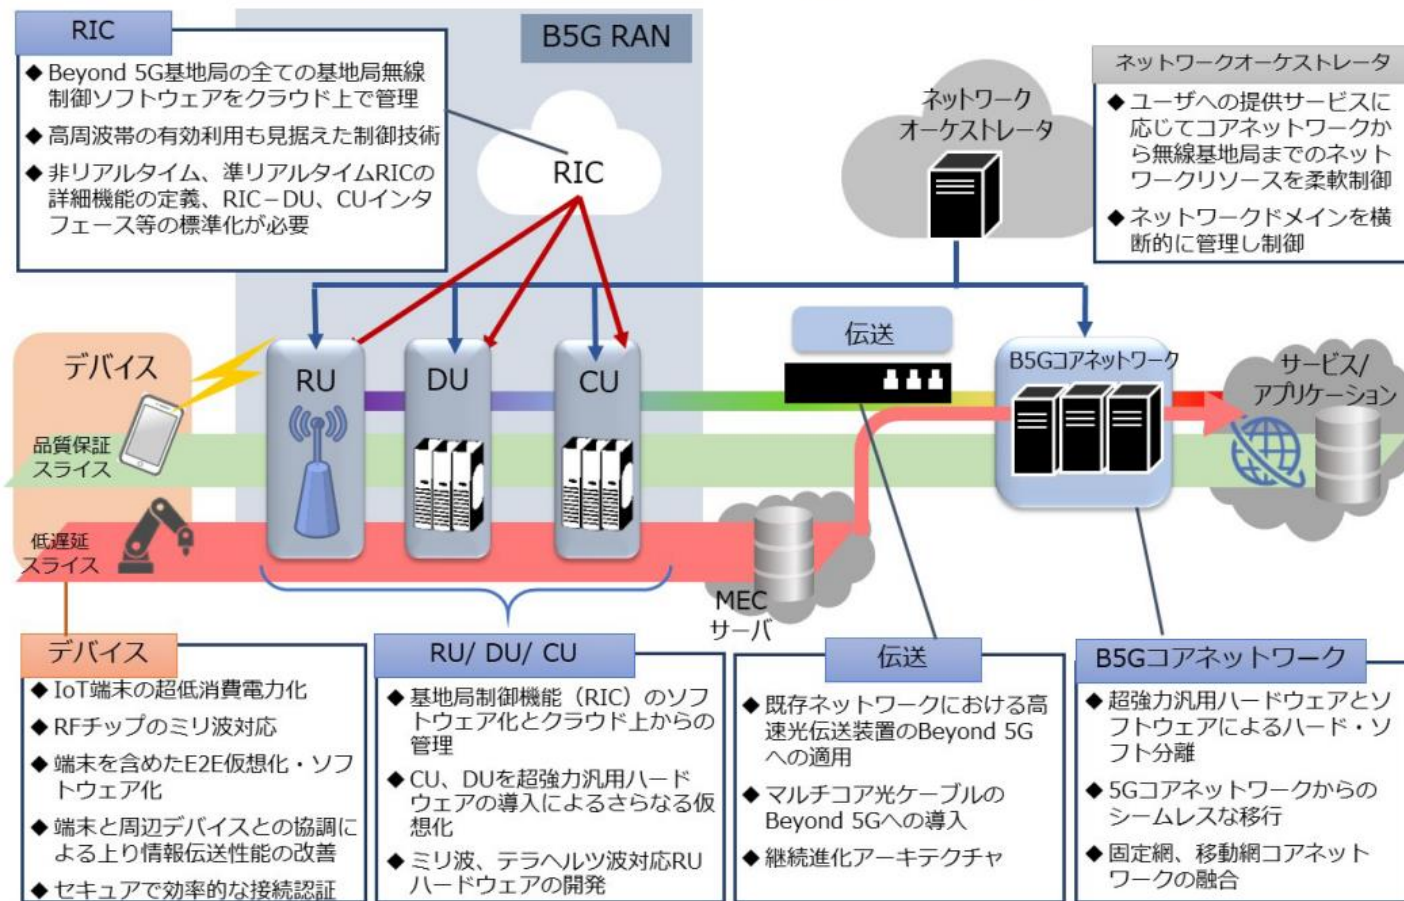 RIC
◆ Beyond 5G基地局の全ての基地局無線
制御ソフトウェアをクラウド上で管理
◆ 高周波帯の有効利用も見据えた制御技術
◆ 非リアルタイム、準リアルタイムRICの
詳細機能の定義、RIC－DU、CUインタ
フェース等の標準化が必要
B5G RAN
RIC
ネットワーク
オーケストレータ
ネットワークオーケストレータ
◆ ユーザへの提供サービスに
応じてコアネットワークか
ら無線基地局までのネット
ワークリソースを柔軟制御
◆ ネットワークドメインを横
断的に管理し制御
デバイス
品質保証
スライス
低遅延
スライス
RU
DU
CU
伝送
B5Gコアネットワーク
サービス/
アプリケーション
MEC
サーバ
デバイス
◆ IoT端末の超低消費電力化
◆ RFチップのミリ波対応
◆ 端末を含めたE2E仮想化・ソフ
トウェア化
◆ 端末と周辺デバイスとの協調に
よる上り情報伝送性能の改善
◆ セキュアで効率的な接続認証
RU/ DU/ CU
◆ 基地局制御機能（RIC）のソフ
トウェア化とクラウド上からの
管理
◆ CU、DUを超強力汎用ハード
ウェアの導入によるさらなる仮
想化
◆ ミリ波、テラヘルツ波対応RU
ハードウェアの開発
伝送
◆ 既存ネットワークにおける高
速光伝送装置のBeyond 5G
への適用
◆ マルチコア光ケーブルの
Beyond 5Gへの導入
◆ 継続進化アーキテクチャ
B5Gコアネットワーク
◆ 超強力汎用ハードウェアとソ
フトウェアによるハード・ソ
フト分離
◆ 5Gコアネットワークからの
シームレスな移行
◆ 固定網、移動網コアネット
ワークの融合